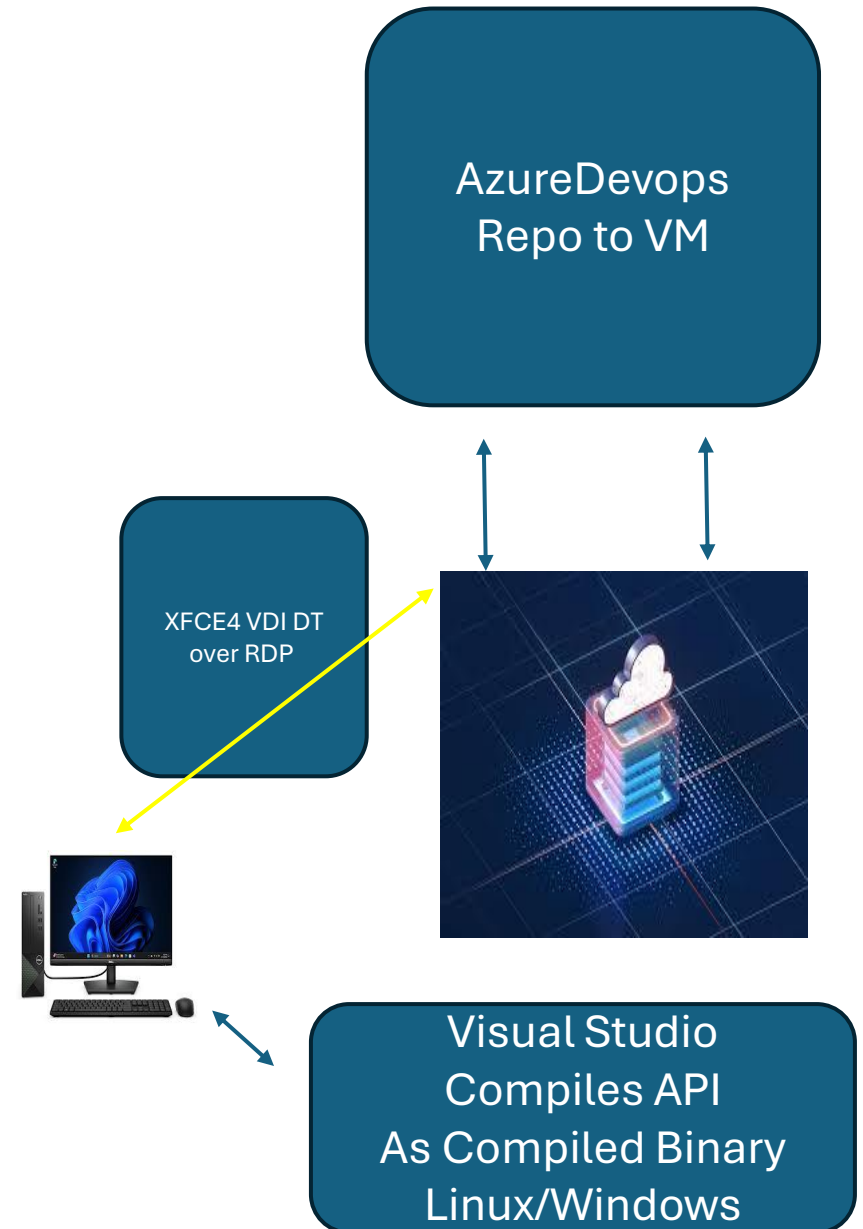 AzureDevops
Repo to VM
XFCE4 VDI DT
over RDP
Visual Studio
Compiles API
As Compiled Binary
Linux/Windows